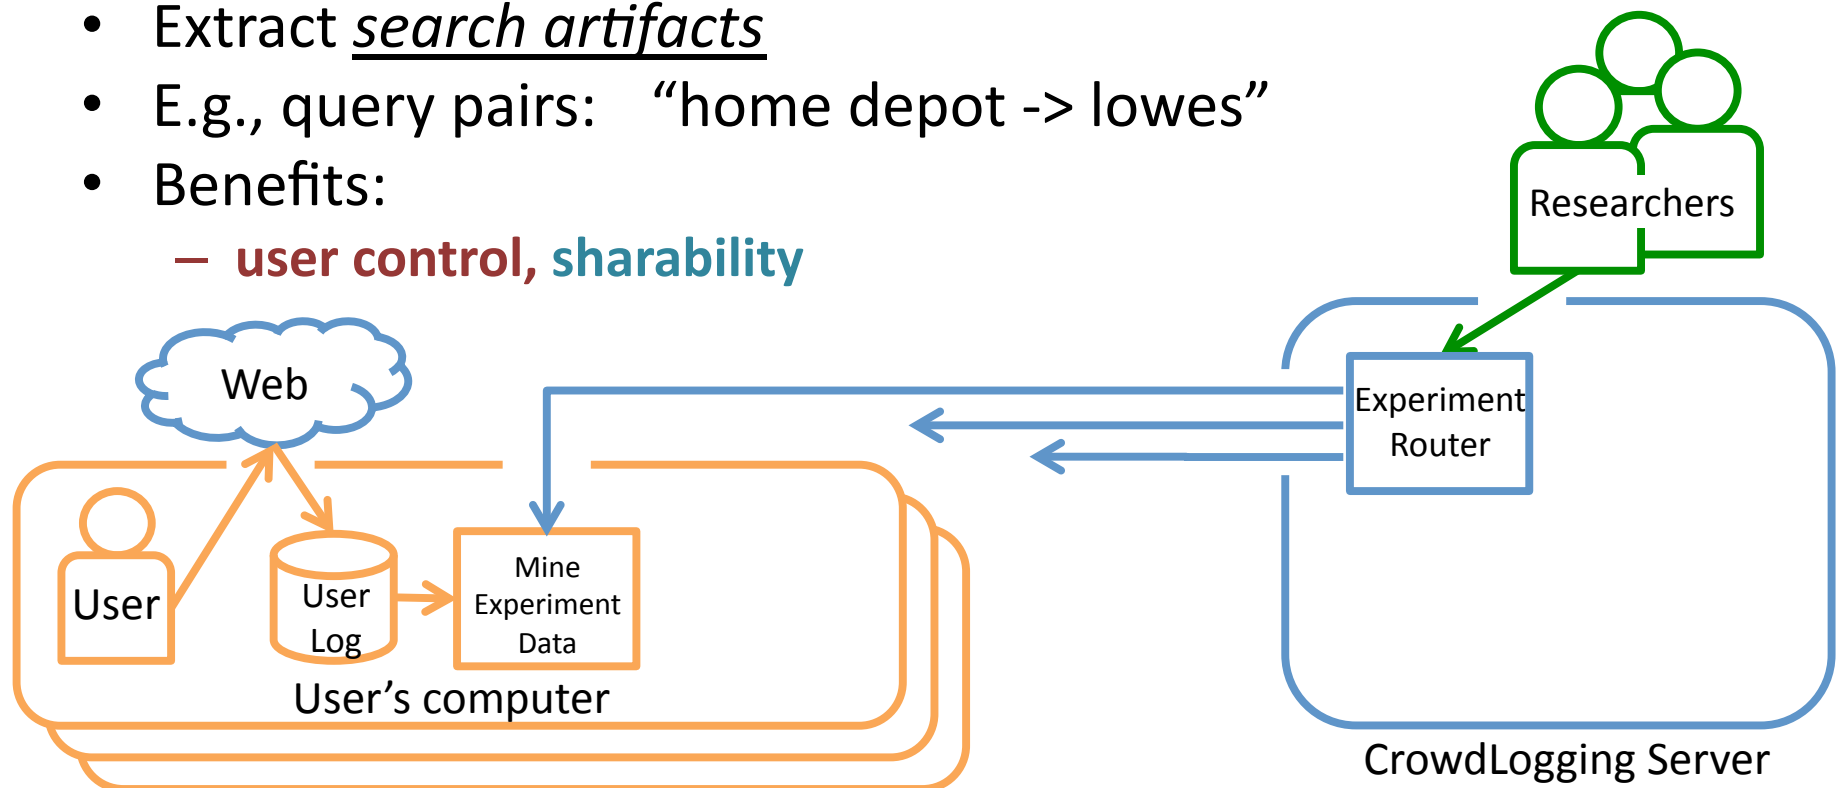 • Extract search artifacts
• E.g., query pairs: “home depot -> lowes”
• Benefits:
– user control, sharability
Researchers
Web
Experiment
Router
User
User
Log
Mine
Experiment
Data
User’s computer
CrowdLogging Server